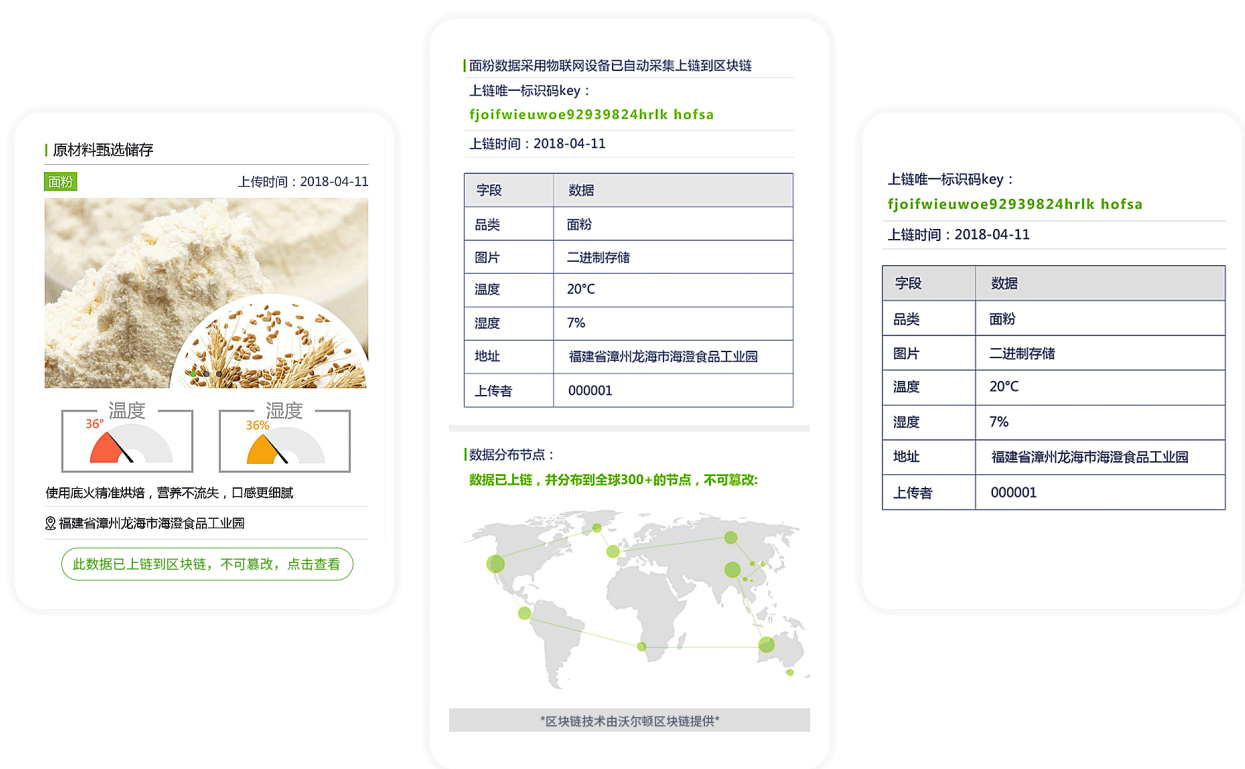 原材料甄选储存
面粉
上传时间：2018-04-11
温度
36°
湿度
36%
使用底火精准烘焙，营养不流失，口感更细腻
福建省漳州龙海市海澄食品工业园
此数据已上链到区块链，不可篡改，点击查看
面粉数据采用物联网设备已自动采集上链到区块链
上链唯一标识码key：
fjoifwieuwoe92939824hrlk hofsa
上链时间：2018-04-11
字段 数据
品类 面粉
图片 二进制存储
温度 20°C
湿度 7%
地址 福建省漳州龙海市海澄食品工业园
上传者 000001
数据分布节点：
数据已上链，并分布到全球300+的节点，不可篡改:
*区块链技术由沃尔顿区块链提供*
上链唯一标识码key：
fjoifwieuwoe92939824hrlk hofsa
上链时间：2018-04-11
字段 数据
品类 面粉
图片 二进制存储
温度 20°C
湿度 7%
地址 福建省漳州龙海市海澄食品工业园
上传者 000001